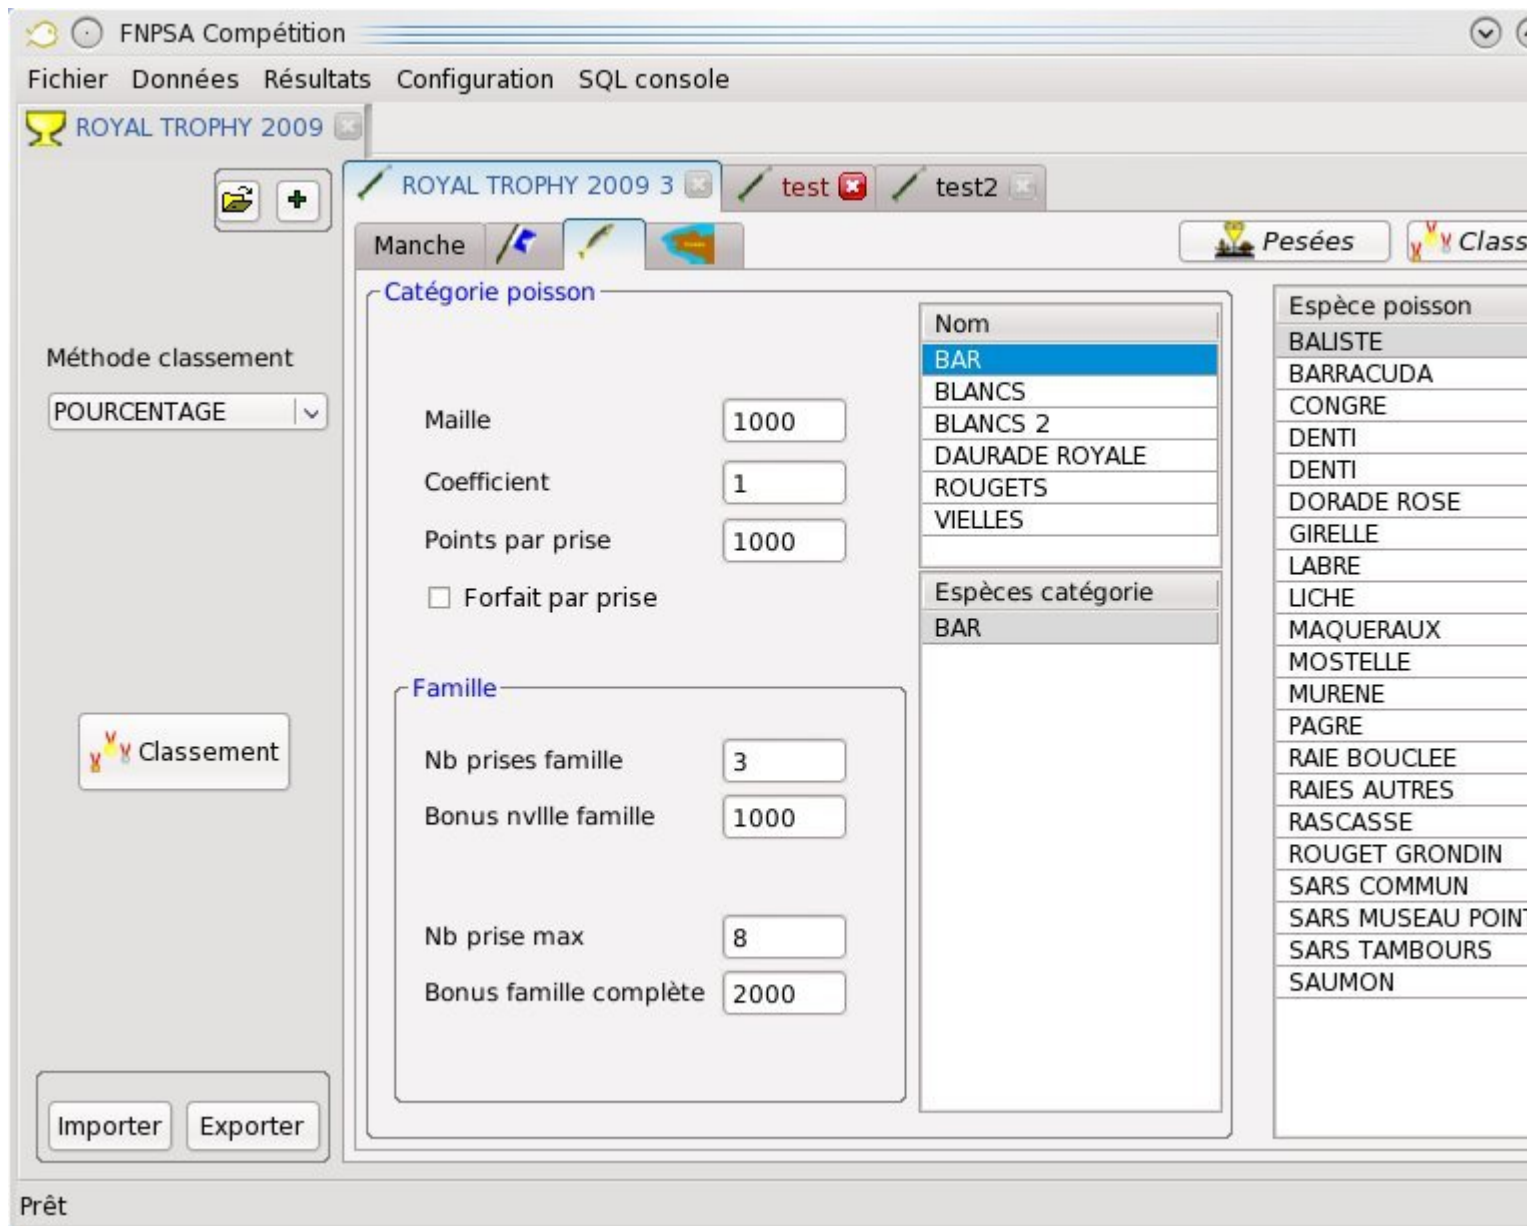 FNPSA Compétition
Fichier Données Résultats Configuration SQL console
ROYAL TROPHY 2009
ROYAL TROPHY 2009 3 test test2
Manche
Pesées
Class
Méthode classement
POURCENTAGE
Classement
Importer Exporter
Catégorie poisson
Maille 1000
Coefficient 1
Points par prise 1000
Forfait par prise
Famille
Nb prises famille 3
Bonus nvllle famille 1000
Nb prise max 8
Bonus famille complète 2000
Nom
BAR
BLANCS
BLANCS 2
DAURADE ROYALE
ROUGETS
VIELLES
Espèces catégorie
BAR
Espèce poisson
BALISTE
BARRACUDA
CONGRE
DENTI
DENTI
DORADE ROSE
GIRELLE
LABRE
LICHE
MAQUERAUX
MOSTELLE
MURENE
PAGRE
RAIE BOUCLEE
RAIES AUTRES
RASCASSE
ROUGET GRONDIN
SARS COMMUN
SARS MUSEAU POINT
SARS TAMBOURS
SAUMON
Prêt